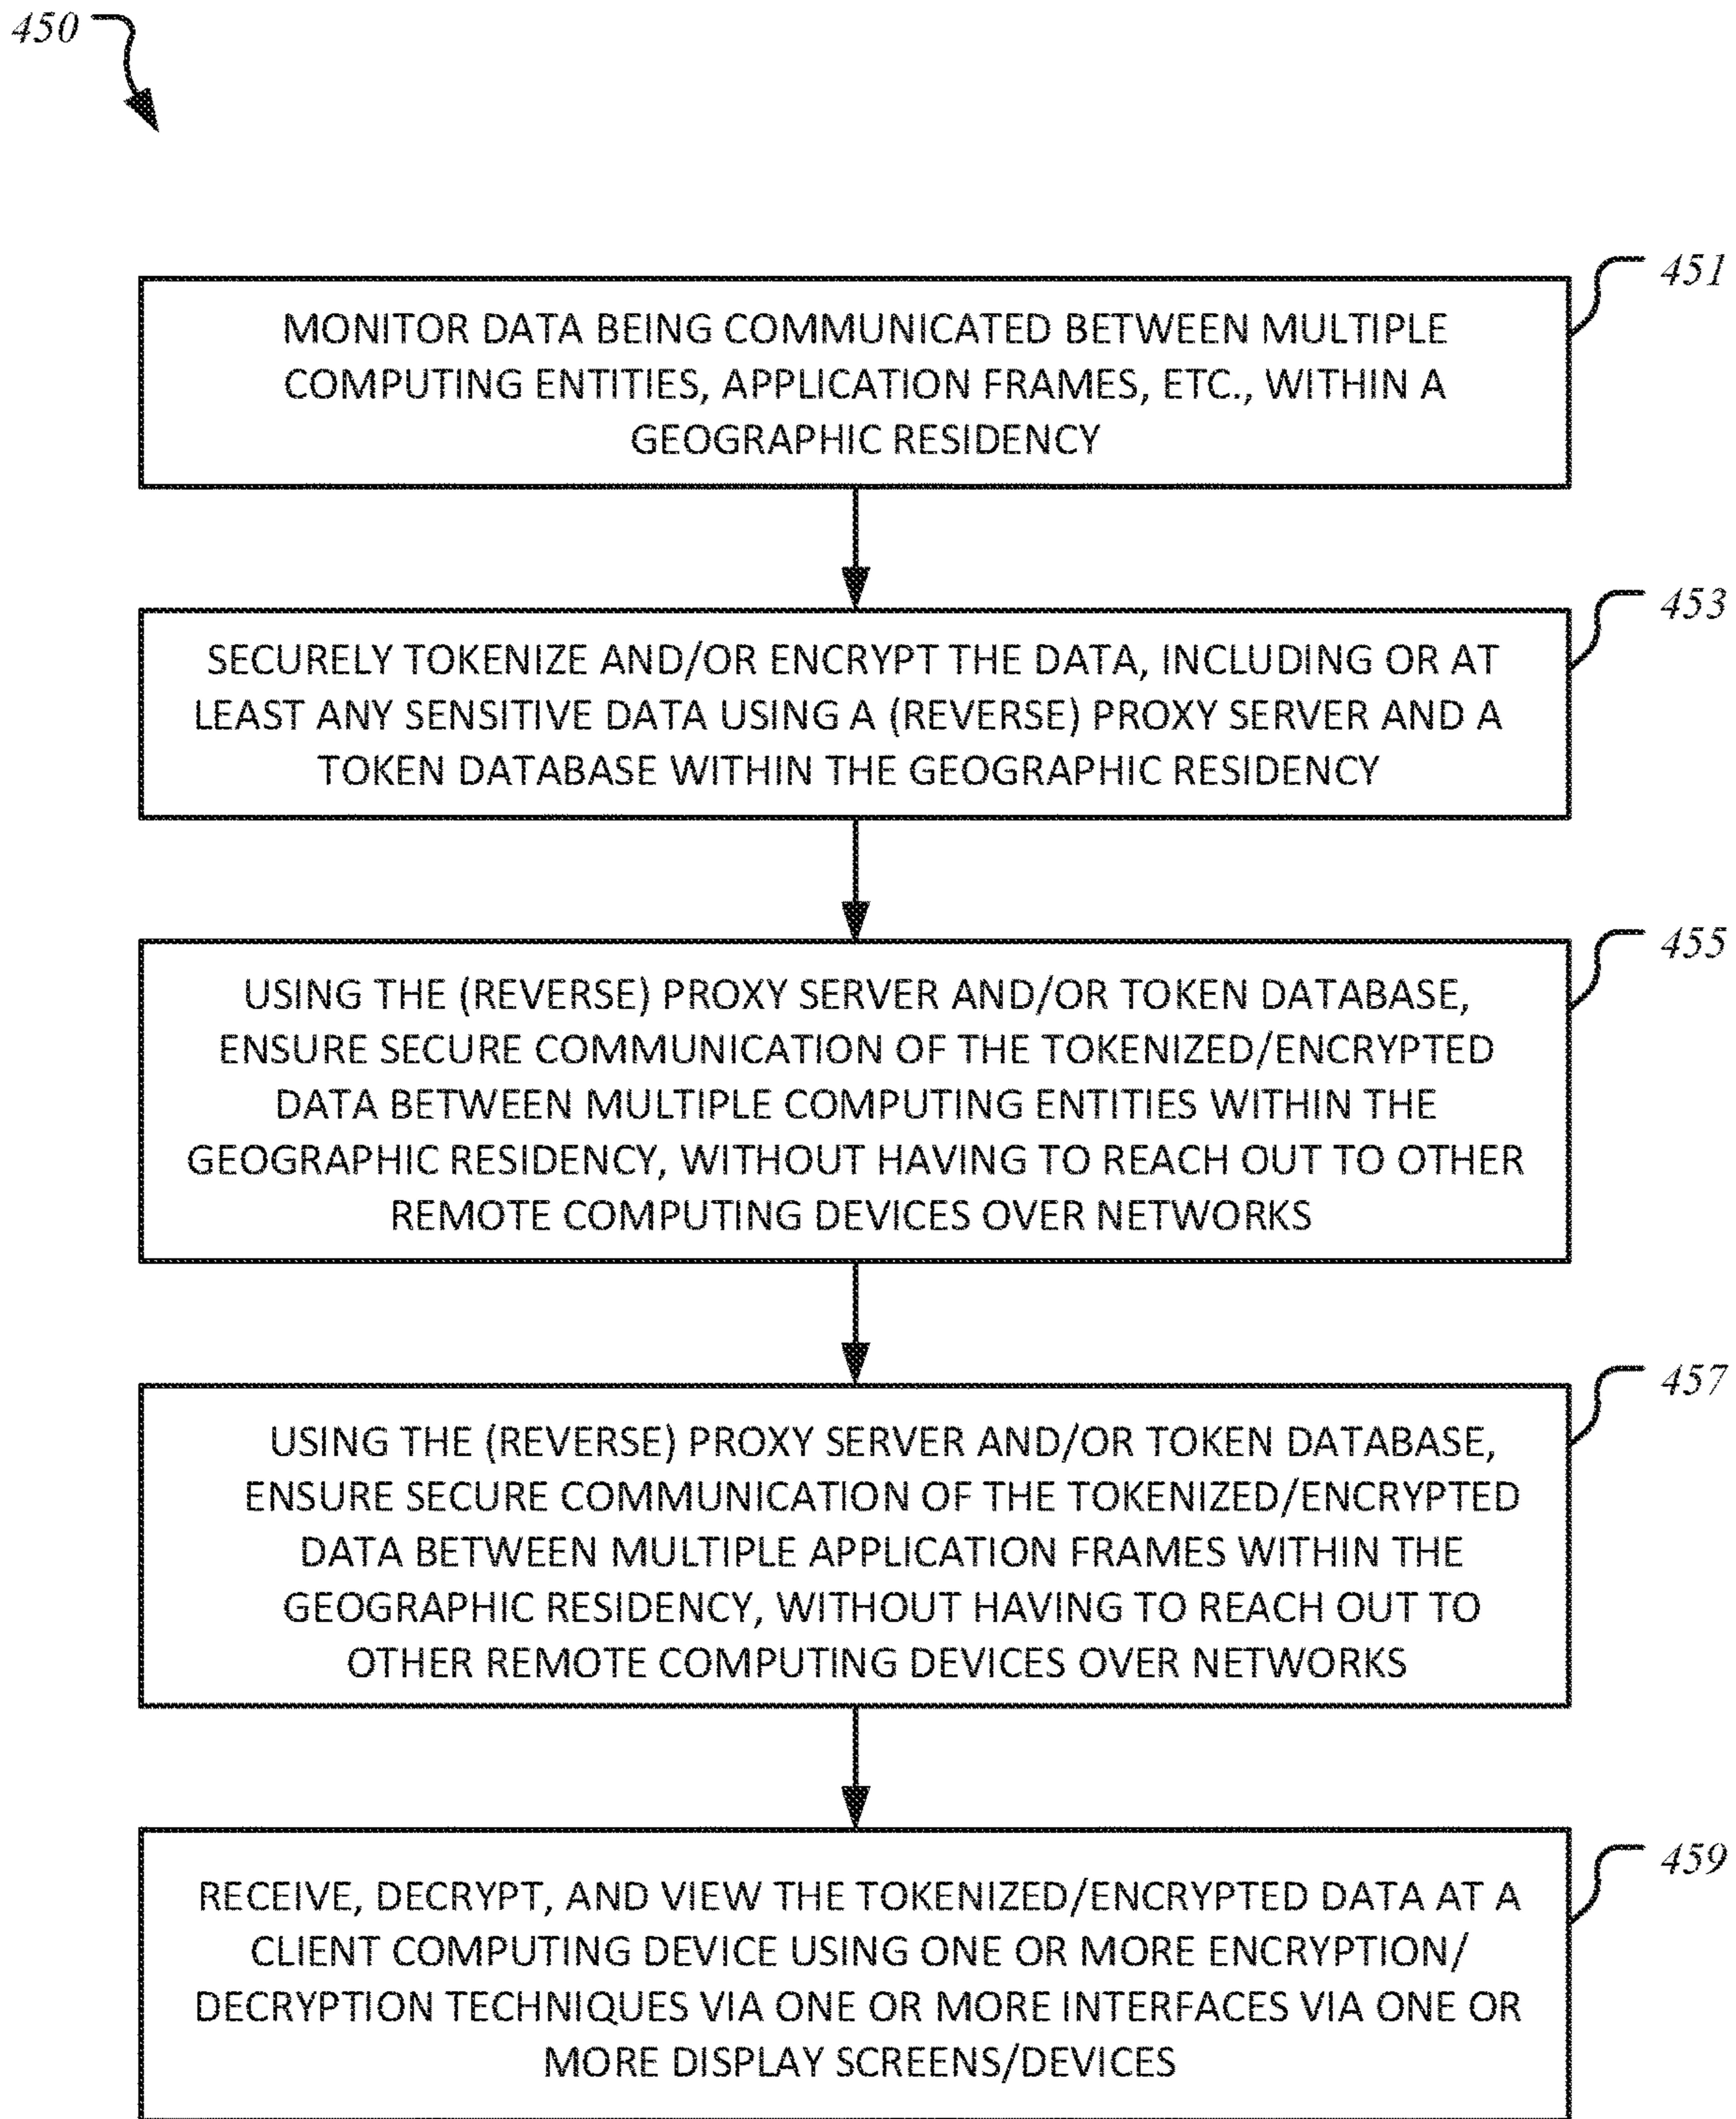 450
451
MONITOR DATA BEING COMMUNICATED BETWEEN MULTIPLE
COMPUTING ENTITIES, APPLICATION FRAMES, ETC., WITHIN A
GEOGRAPHIC RESIDENCY
453
SECURELY TOKENIZE AND/OR ENCRYPT THE DATA, INCLUDING OR AT
LEAST ANY SENSITIVE DATA USING A (REVERSE) PROXY SERVER AND A
TOKEN DATABASE WITHIN THE GEOGRAPHIC RESIDENCY
455
USING THE (REVERSE) PROXY SERVER AND/OR TOKEN DATABASE,
ENSURE SECURE COMMUNICATION OF THE TOKENIZED/ENCRYPTED
DATA BETWEEN MULTIPLE COMPUTING ENTITIES WITHIN THE
GEOGRAPHIC RESIDENCY, WITHOUT HAVING TO REACH OUT TO OTHER
REMOTE COMPUTING DEVICES OVER NETWORKS
457
USING THE (REVERSE) PROXY SERVER AND/OR TOKEN DATABASE,
ENSURE SECURE COMMUNICATION OF THE TOKENIZED/ENCRYPTED
DATA BETWEEN MULTIPLE APPLICATION FRAMES WITHIN THE
GEOGRAPHIC RESIDENCY, WITHOUT HAVING TO REACH OUT TO
OTHER REMOTE COMPUTING DEVICES OVER NETWORKS
459
RECEIVE, DECRYPT, AND VIEW THE TOKENIZED/ENCRYPTED DATA AT A
CLIENT COMPUTING DEVICE USING ONE OR MORE ENCRYPTION/
DECRYPTION TECHNIQUES VIA ONE OR MORE INTERFACES VIA ONE OR
MORE DISPLAY SCREENS/DEVICES